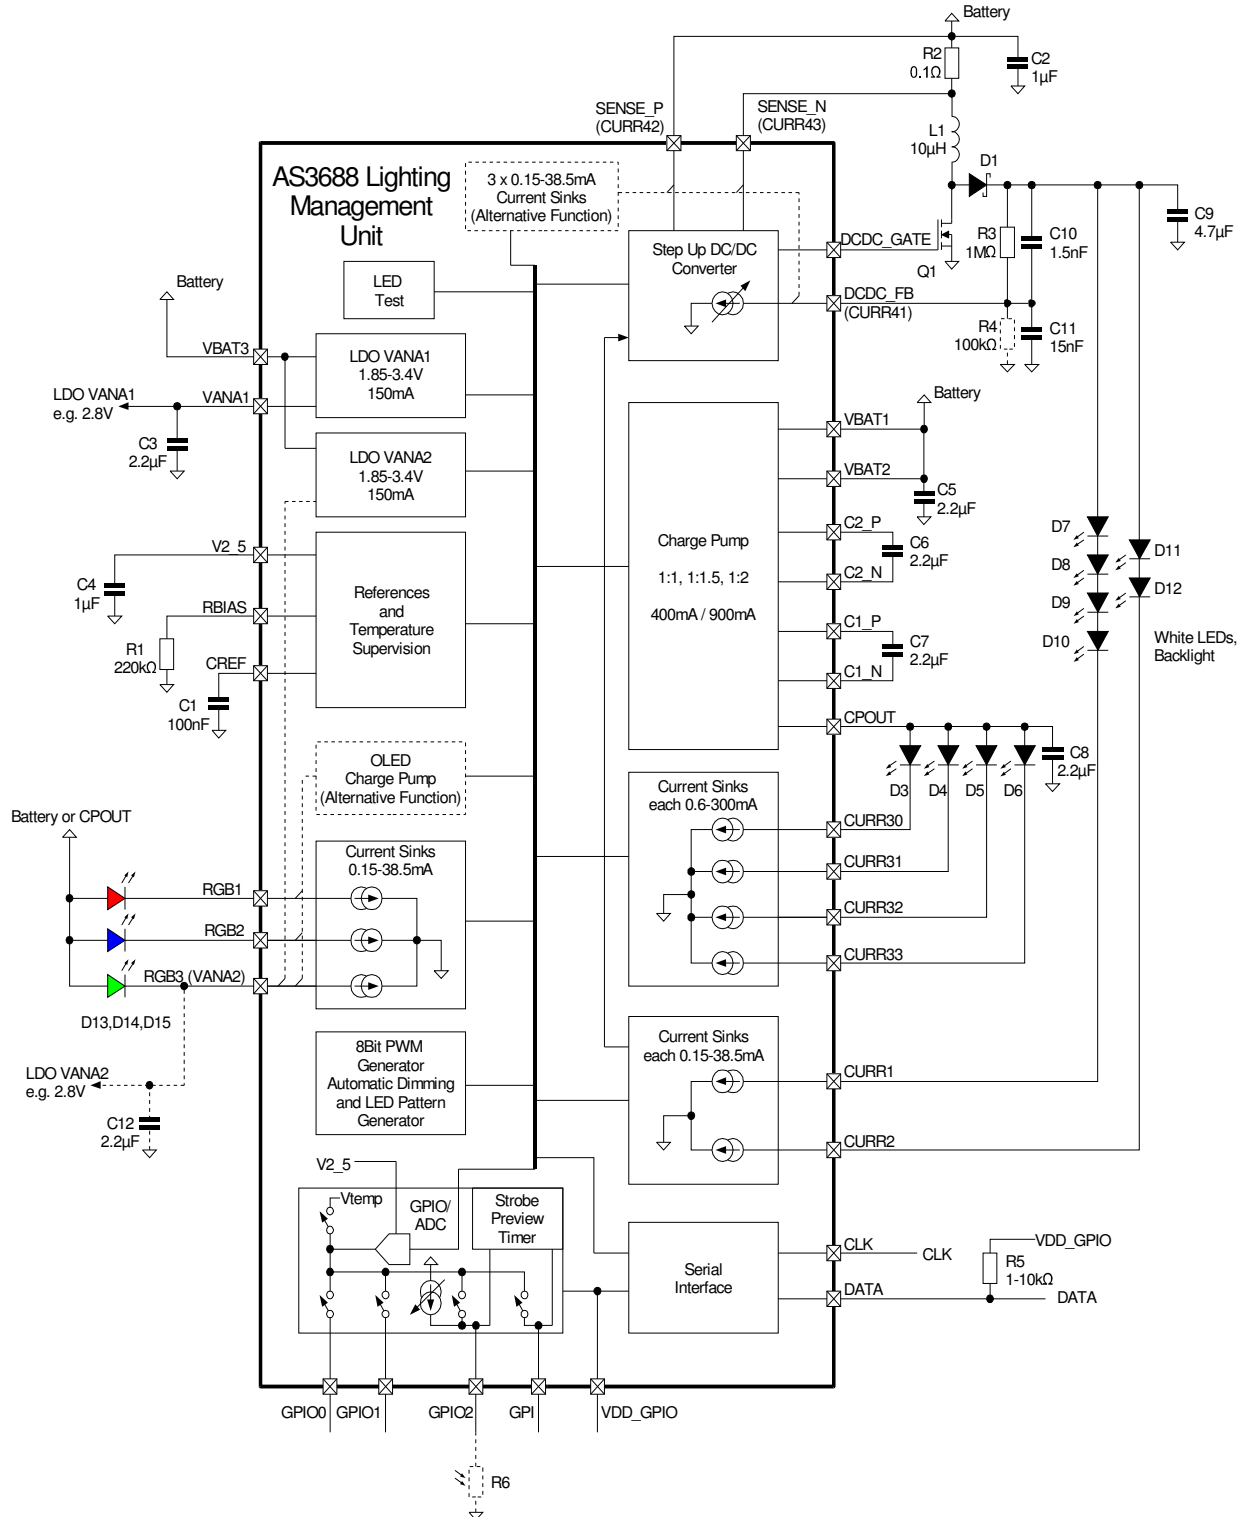 Battery
R2
0.1Ω
C2
1µF
SENSE_P
(CURR42)
SENSE_N
(CURR43)
L1
10µH
D1
AS3688 Lighting
Management
Unit
3 x 0.15-38.5mA
Current Sinks
(Alternative Function)
C9
4.7µF
Step Up DC/DC
Converter
DCDC_GATE
Q1
R3
1MΩ
C10
1.5nF
LED
Test
Battery
DCDC_FB
(CURR41)
R4
100kΩ
C11
15nF
VBAT3
LDO VANA1
1.85-3.4V
150mA
LDO VANA1
e.g. 2.8V
VANA1
C3
2.2µF
Battery
VBAT1
LDO VANA2
1.85-3.4V
150mA
VBAT2
C5
2.2µF
Charge Pump
1:1, 1:1.5, 1:2
400mA / 900mA
C2_P
C6
2.2µF
C2_N
C1_P
C7
2.2µF
C1_N
CPOUT
V2_5
C4
1µF
References
and
Temperature
Supervision
RBIAS
R1
220kΩ
CREF
C1
100nF
D7
D8
D9
D10
D11
D12
White LEDs,
Backlight
C8
2.2µF
D3
D4
D5
D6
OLED
Charge Pump
(Alternative Function)
Current Sinks
each 0.6-300mA
CURR30
CURR31
CURR32
CURR33
Battery or CPOUT
Current Sinks
0.15-38.5mA
RGB1
RGB2
RGB3 (VANA2)
D13,D14,D15
LDO VANA2
e.g. 2.8V
C12
2.2µF
8Bit PWM
Generator
Automatic Dimming
and LED Pattern
Generator
Current Sinks
each 0.15-38.5mA
CURR1
CURR2
V2_5
Vtemp
GPIO/
ADC
Strobe
Preview
Timer
Serial
Interface
CLK
CLK
VDD_GPIO
R5
1-10kΩ
DATA
DATA
GPIO0
GPIO1
GPIO2
GPI
VDD_GPIO
R6